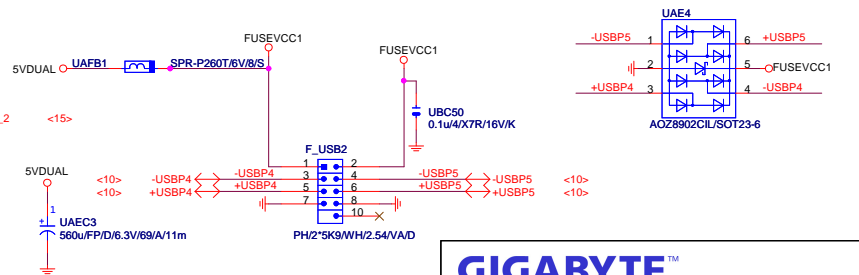 UAE4
-USBP5 1 6 +USBP5
2 5 FUSEVCC1
+USBP4 3 4 -USBP4
AOZ8902CIL/SOT23-6
FUSEVCC1
UAFB1 SPR-P260T/6V/8/S
5VDUAL
FUSEVCC1
UBC50
0.1u/4/X7R/16V/K
_2 <15>
F_USB2
1 2
<10> -USBP4 -USBP4 3 4 -USBP5 -USBP5 <10>
<10> +USBP4 +USBP4 5 6 +USBP5 +USBP5 <10>
7 8
10
PH/2*5K9/WH/2.54/VA/D
5VDUAL
1
+
UAEC3
560u/FP/D/6.3V/69/A/11m
GIGABYTE™